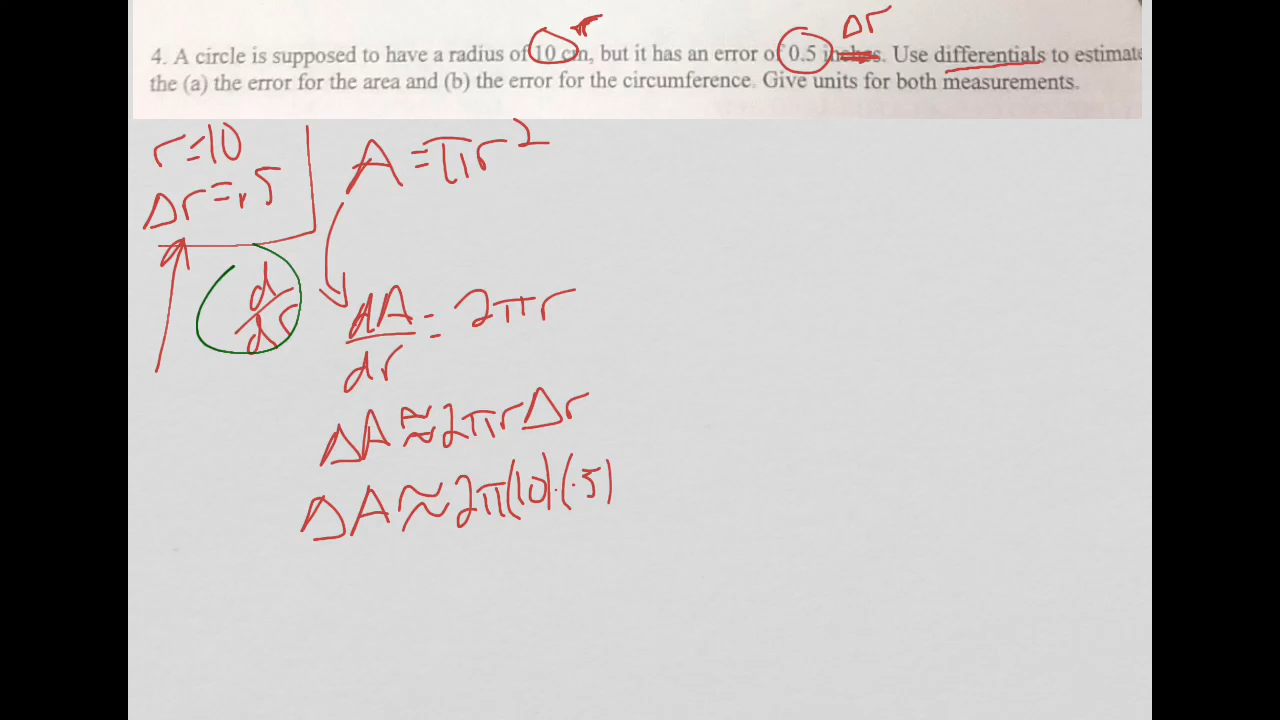 Δr
r
4. A circle is supposed to have a radius of 10 cm, but it has an error of 0.5 inches. Use differentials to estimate
the (a) the error for the area and (b) the error for the circumference. Give units for both measurements.
r=10
Δr=.5
A=πr²
d/dr
dA/dr = 2πr
ΔA≈2πrΔr
ΔA≈2π(10)·(.5)